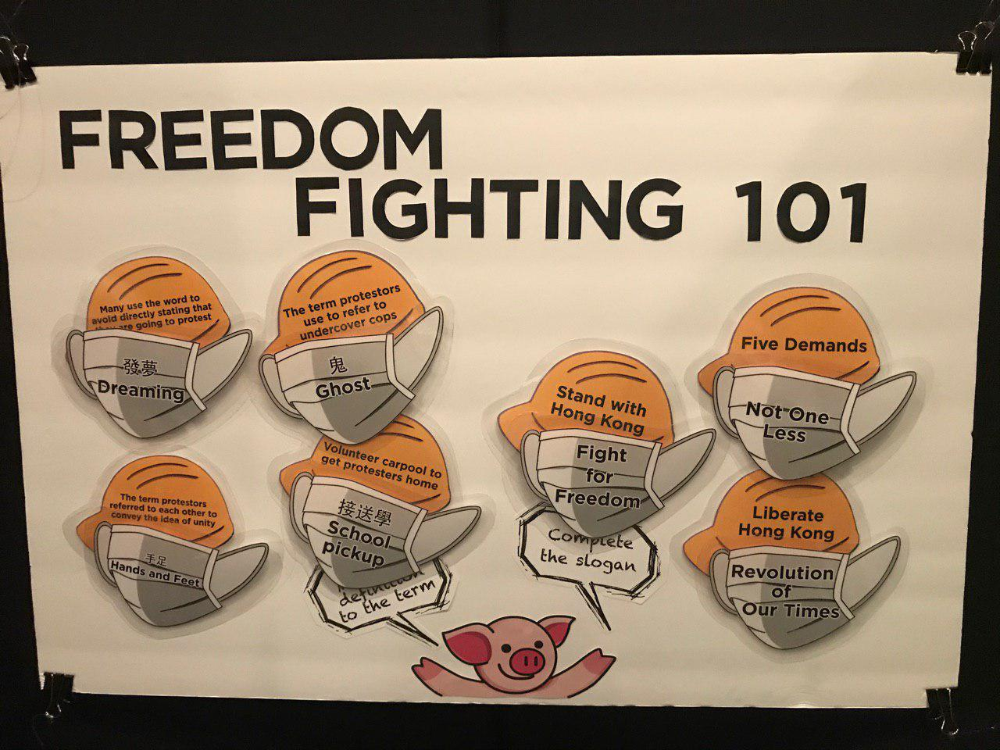 FREEDOM
FIGHTING 101
Many use the word to
avoid directly stating that
they are going to protest
發夢
Dreaming
The term protestors
use to refer to
undercover cops
鬼
Ghost
The term protestors
referred to each other to
convey the idea of unity
手足
Hands and Feet
Volunteer carpool to
get protesters home
接送學
School
pickup
definition
to the term
Stand with
Hong Kong
Fight
for
Freedom
Complete
the slogan
Five Demands
Not One
Less
Liberate
Hong Kong
Revolution
of
Our Times